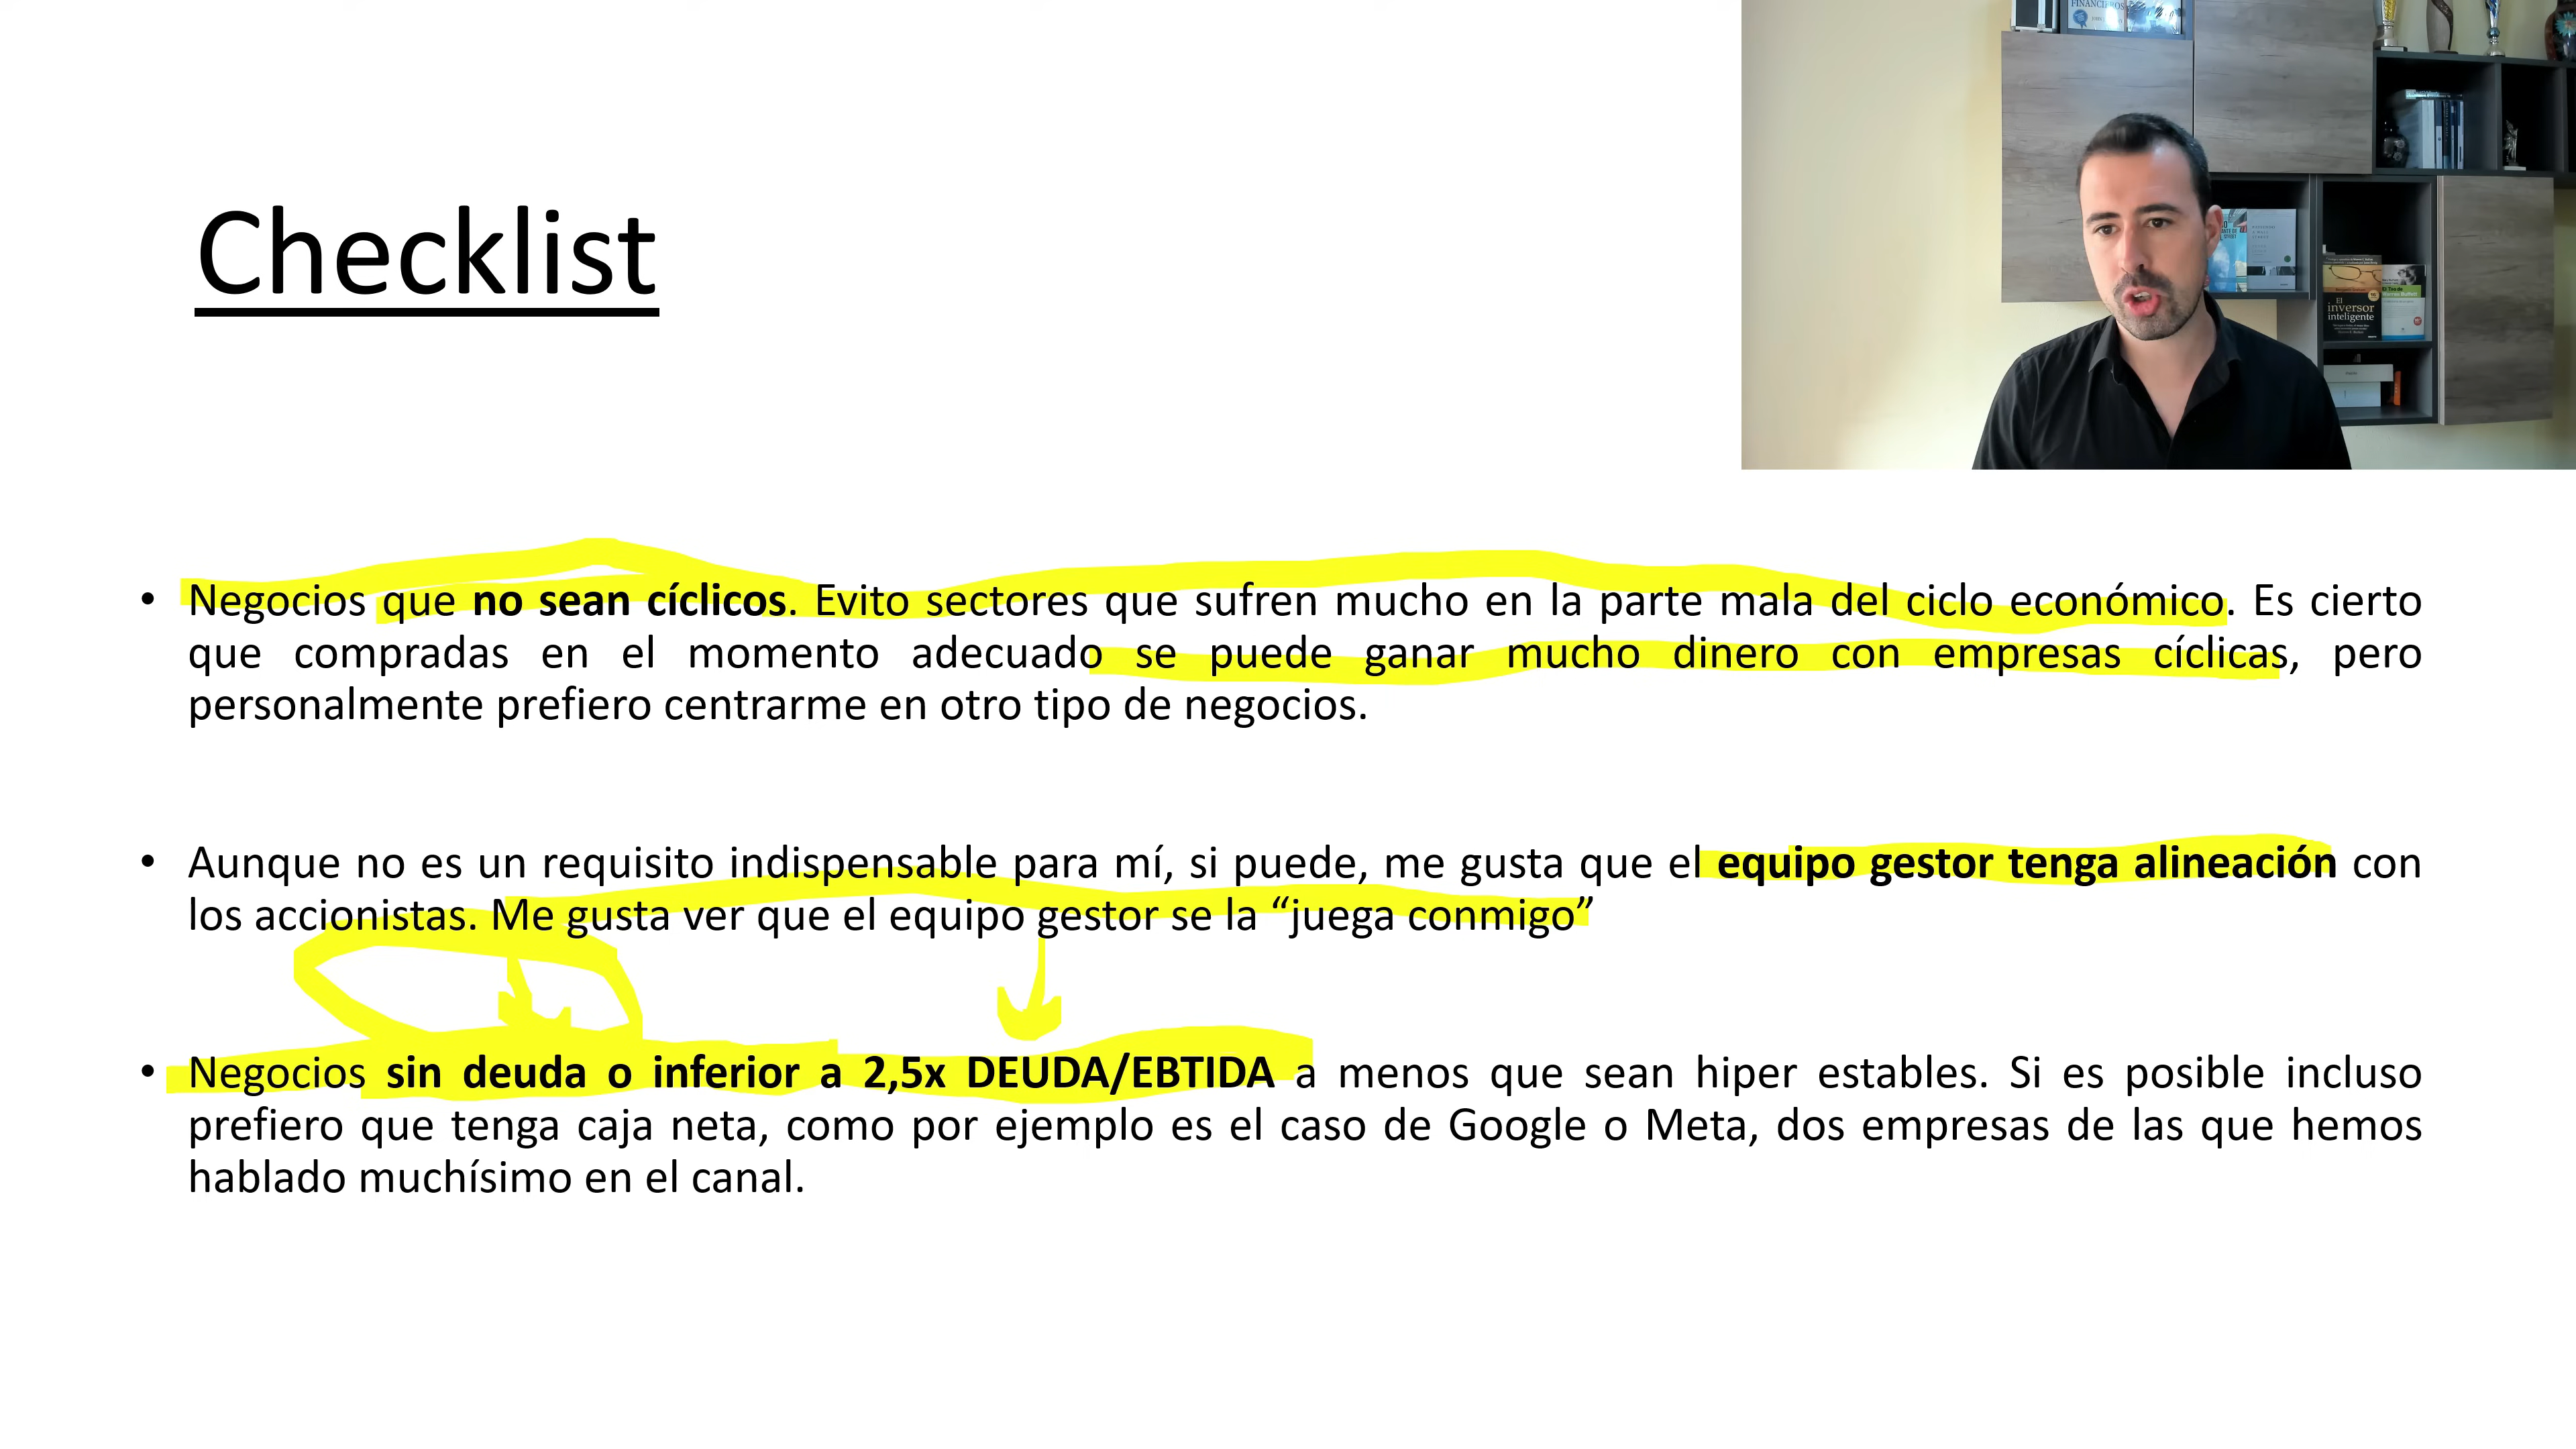 FINANCIEROS
Checklist
El
inversor
inteligente
• Negocios que no sean cíclicos. Evito sectores que sufren mucho en la parte mala del ciclo económico. Es cierto
que compradas en el momento adecuado se puede ganar mucho dinero con empresas cíclicas, pero
personalmente prefiero centrarme en otro tipo de negocios.
• Aunque no es un requisito indispensable para mí, si puede, me gusta que el equipo gestor tenga alineación con
los accionistas. Me gusta ver que el equipo gestor se la “juega conmigo”
• Negocios sin deuda o inferior a 2,5x DEUDA/EBTIDA a menos que sean hiper estables. Si es posible incluso
prefiero que tenga caja neta, como por ejemplo es el caso de Google o Meta, dos empresas de las que hemos
hablado muchísimo en el canal.